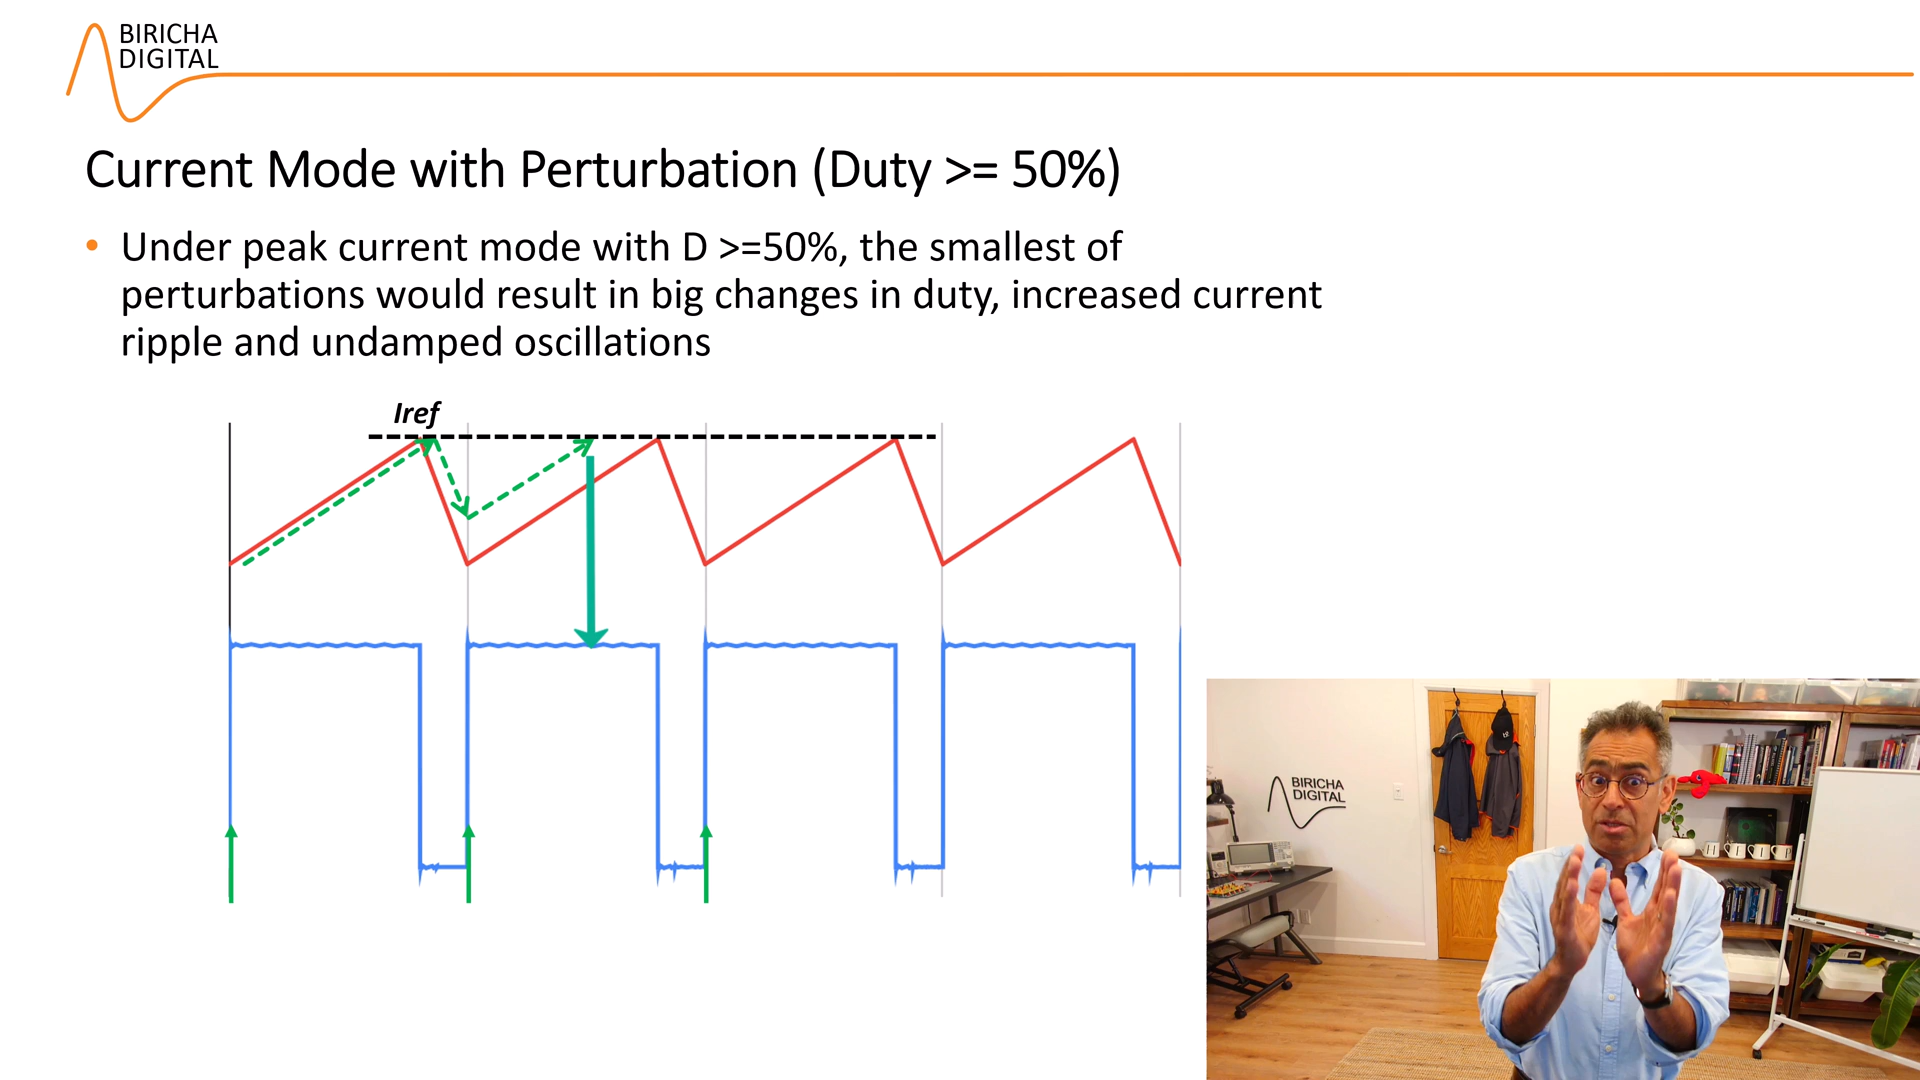 BIRICHA
DIGITAL
Current Mode with Perturbation (Duty >= 50%)
• Under peak current mode with D >=50%, the smallest of
perturbations would result in big changes in duty, increased current
ripple and undamped oscillations
Iref
BIRICHA
DIGITAL